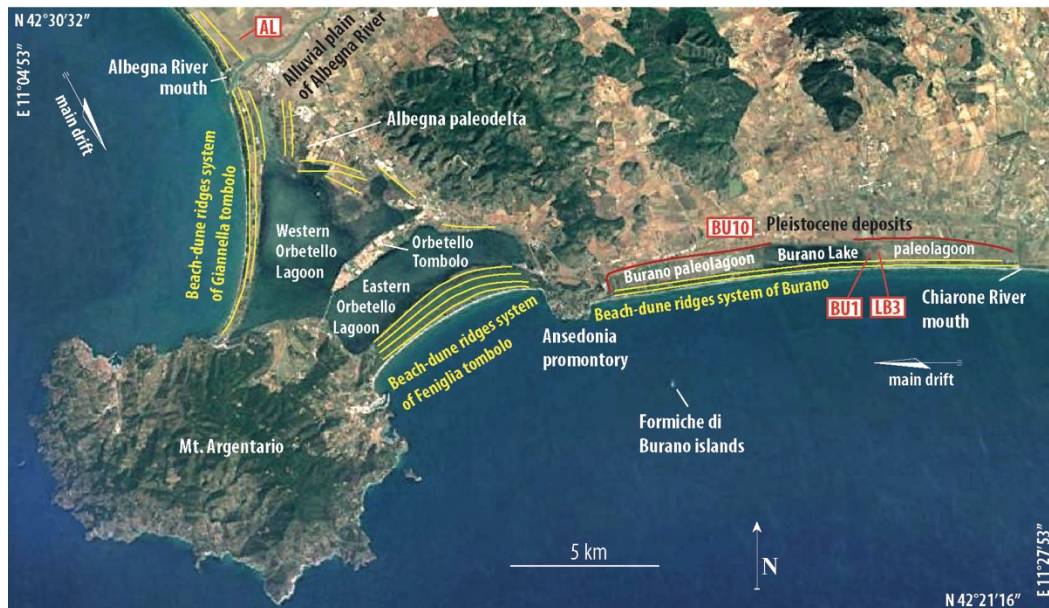 N 42°30'32"
E 11°04'53"
AL
Albegna River
mouth
Alluvial plain
of Albegna River
main drift
Albegna paleodelta
Beach-dune ridges system
of Giannella tombolo
Western
Orbetello
Lagoon
Orbetello
Tombolo
Eastern
Orbetello
Lagoon
BU10
Pleistocene deposits
Burano paleolagoon
Burano Lake
paleolagoon
Beach-dune ridges system of Burano
BU1
LB3
Chiarone River
mouth
Ansedonia
promontory
Beach-dune ridges system
of Feniglia tombolo
main drift
Formiche di
Burano islands
Mt. Argentario
5 km
N
E 11°27'53"
N 42°21'16"